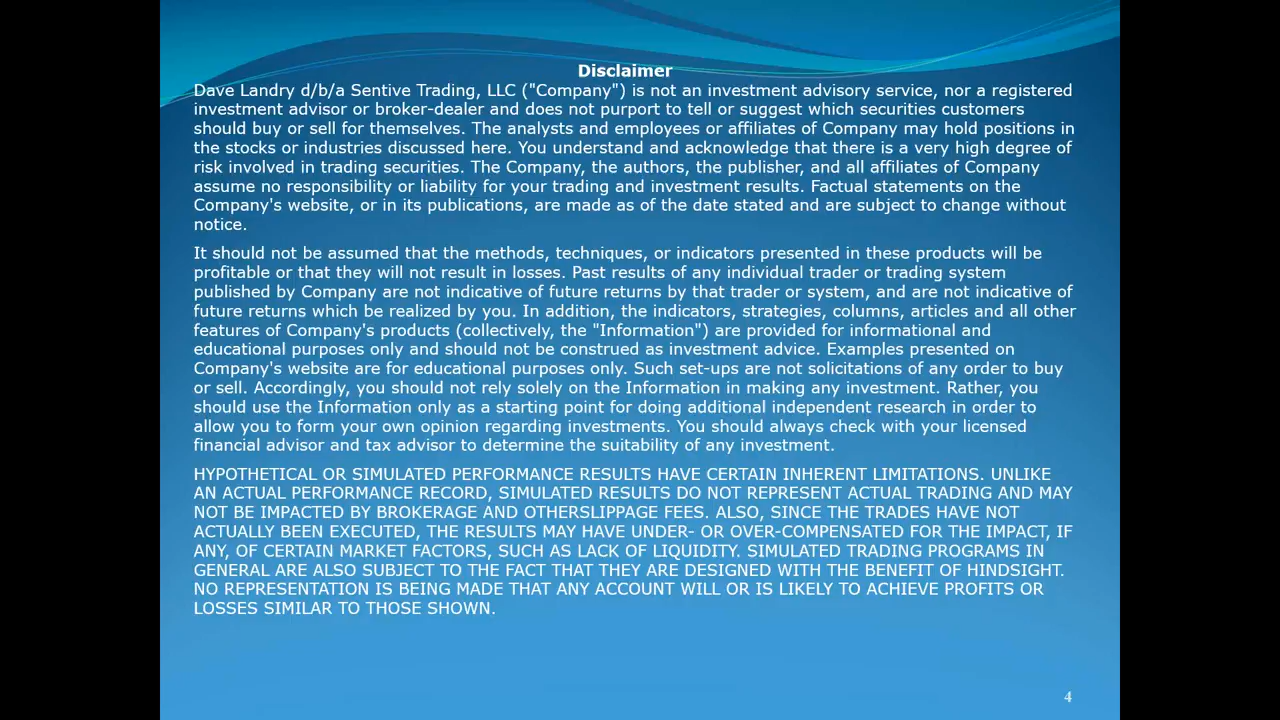 Disclaimer
Dave Landry d/b/a Sentive Trading, LLC ("Company") is not an investment advisory service, nor a registered
investment advisor or broker-dealer and does not purport to tell or suggest which securities customers
should buy or sell for themselves. The analysts and employees or affiliates of Company may hold positions in
the stocks or industries discussed here. You understand and acknowledge that there is a very high degree of
risk involved in trading securities. The Company, the authors, the publisher, and all affiliates of Company
assume no responsibility or liability for your trading and investment results. Factual statements on the
Company's website, or in its publications, are made as of the date stated and are subject to change without
notice.
It should not be assumed that the methods, techniques, or indicators presented in these products will be
profitable or that they will not result in losses. Past results of any individual trader or trading system
published by Company are not indicative of future returns by that trader or system, and are not indicative of
future returns which be realized by you. In addition, the indicators, strategies, columns, articles and all other
features of Company's products (collectively, the "Information") are provided for informational and
educational purposes only and should not be construed as investment advice. Examples presented on
Company's website are for educational purposes only. Such set-ups are not solicitations of any order to buy
or sell. Accordingly, you should not rely solely on the Information in making any investment. Rather, you
should use the Information only as a starting point for doing additional independent research in order to
allow you to form your own opinion regarding investments. You should always check with your licensed
financial advisor and tax advisor to determine the suitability of any investment.
HYPOTHETICAL OR SIMULATED PERFORMANCE RESULTS HAVE CERTAIN INHERENT LIMITATIONS. UNLIKE
AN ACTUAL PERFORMANCE RECORD, SIMULATED RESULTS DO NOT REPRESENT ACTUAL TRADING AND MAY
NOT BE IMPACTED BY BROKERAGE AND OTHERSLIPPAGE FEES. ALSO, SINCE THE TRADES HAVE NOT
ACTUALLY BEEN EXECUTED, THE RESULTS MAY HAVE UNDER- OR OVER-COMPENSATED FOR THE IMPACT, IF
ANY, OF CERTAIN MARKET FACTORS, SUCH AS LACK OF LIQUIDITY. SIMULATED TRADING PROGRAMS IN
GENERAL ARE ALSO SUBJECT TO THE FACT THAT THEY ARE DESIGNED WITH THE BENEFIT OF HINDSIGHT.
NO REPRESENTATION IS BEING MADE THAT ANY ACCOUNT WILL OR IS LIKELY TO ACHIEVE PROFITS OR
LOSSES SIMILAR TO THOSE SHOWN.
4